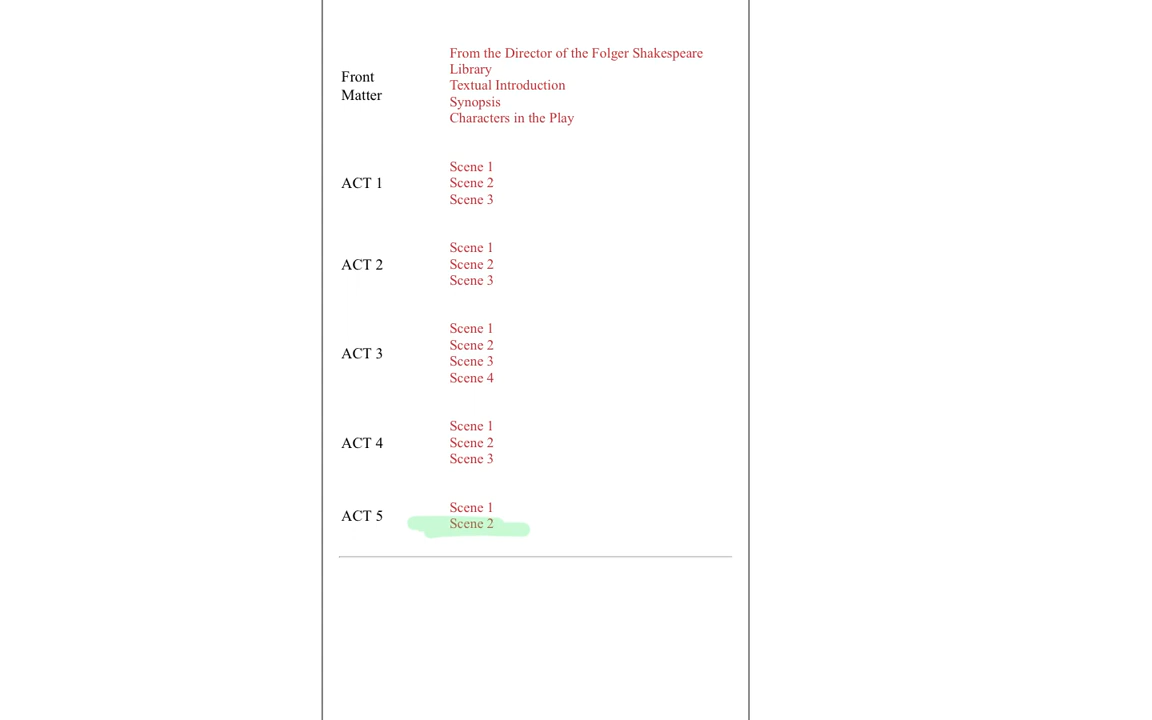 From the Director of the Folger Shakespeare
Library
Front
Matter
Textual Introduction
Synopsis
Characters in the Play
ACT 1
Scene 1
Scene 2
Scene 3
ACT 2
Scene 1
Scene 2
Scene 3
ACT 3
Scene 1
Scene 2
Scene 3
Scene 4
ACT 4
Scene 1
Scene 2
Scene 3
ACT 5
Scene 1
Scene 2